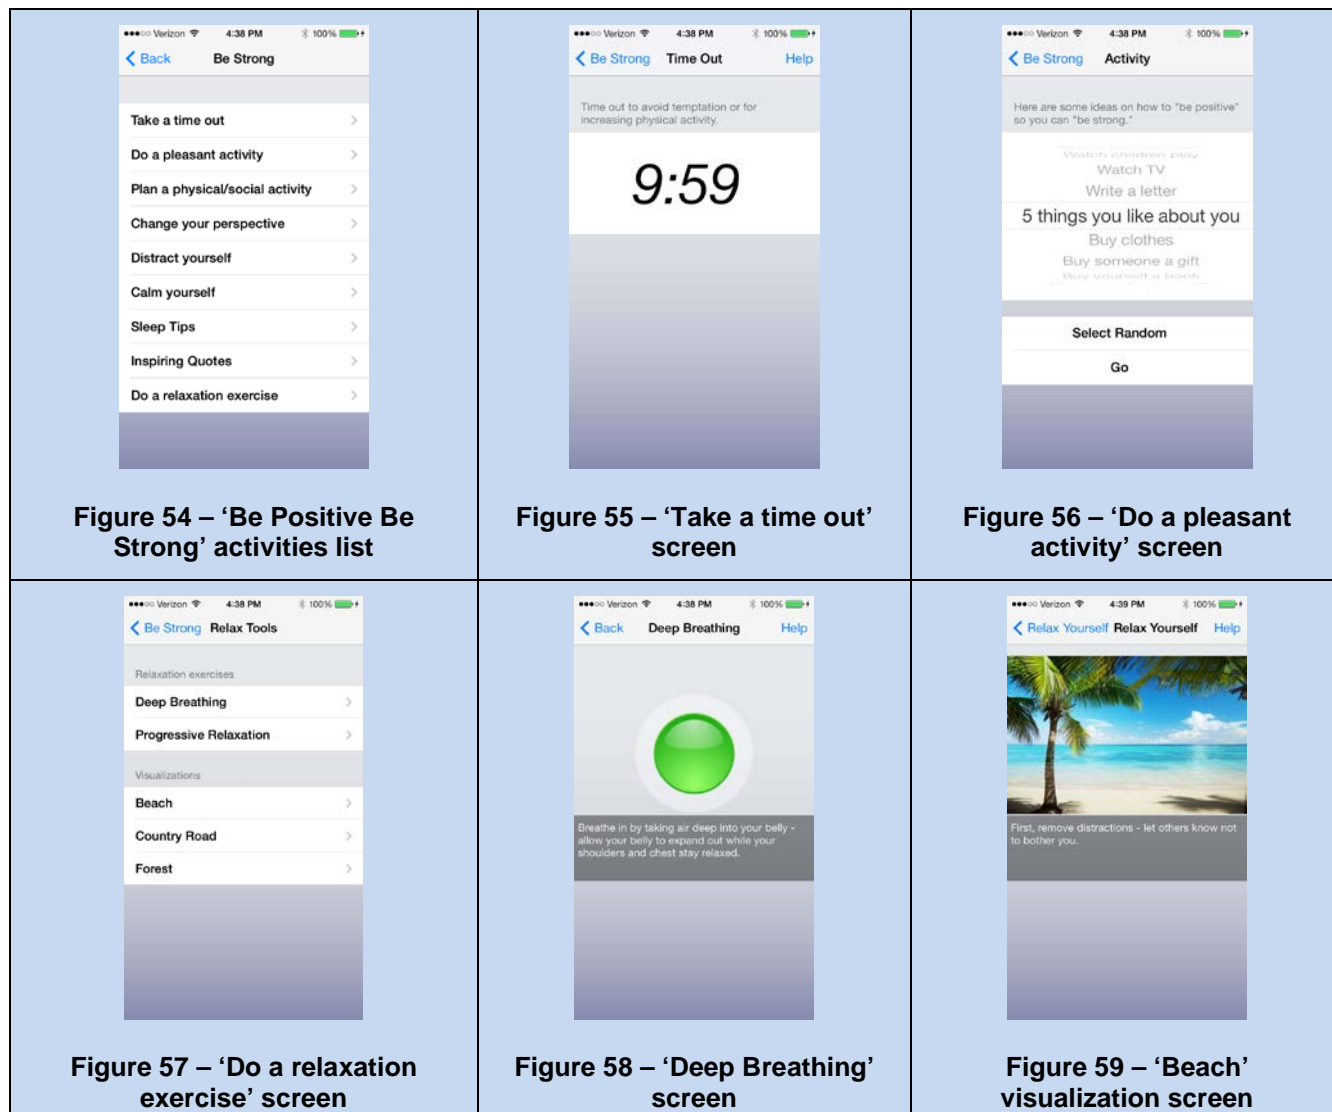 ●●●○○ Verizon 4:38 PM 100%
Back Be Strong
Take a time out
Do a pleasant activity
Plan a physical/social activity
Change your perspective
Distract yourself
Calm yourself
Sleep Tips
Inspiring Quotes
Do a relaxation exercise
Figure 54 – ‘Be Positive Be
Strong’ activities list
●●●○○ Verizon 4:38 PM 100%
Be Strong Time Out Help
Time out to avoid temptation or for
increasing physical activity.
9:59
Figure 55 – ‘Take a time out’
screen
●●●○○ Verizon 4:38 PM 100%
Be Strong Activity
Here are some ideas on how to "be positive"
so you can "be strong."
Watch children play
Watch TV
Write a letter
5 things you like about you
Buy clothes
Buy someone a gift
Buy yourself a book
Select Random
Go
Figure 56 – ‘Do a pleasant
activity’ screen
●●●○○ Verizon 4:38 PM 100%
Be Strong Relax Tools
Relaxation exercises
Deep Breathing
Progressive Relaxation
Visualizations
Beach
Country Road
Forest
Figure 57 – ‘Do a relaxation
exercise’ screen
●●●○○ Verizon 4:38 PM 100%
Back Deep Breathing Help
Breathe in by taking air deep into your belly -
allow your belly to expand out while your
shoulders and chest stay relaxed.
Figure 58 – ‘Deep Breathing’
screen
●●●○○ Verizon 4:39 PM 100%
Relax Yourself Relax Yourself Help
First, remove distractions - let others know not
to bother you.
Figure 59 – ‘Beach’
visualization screen